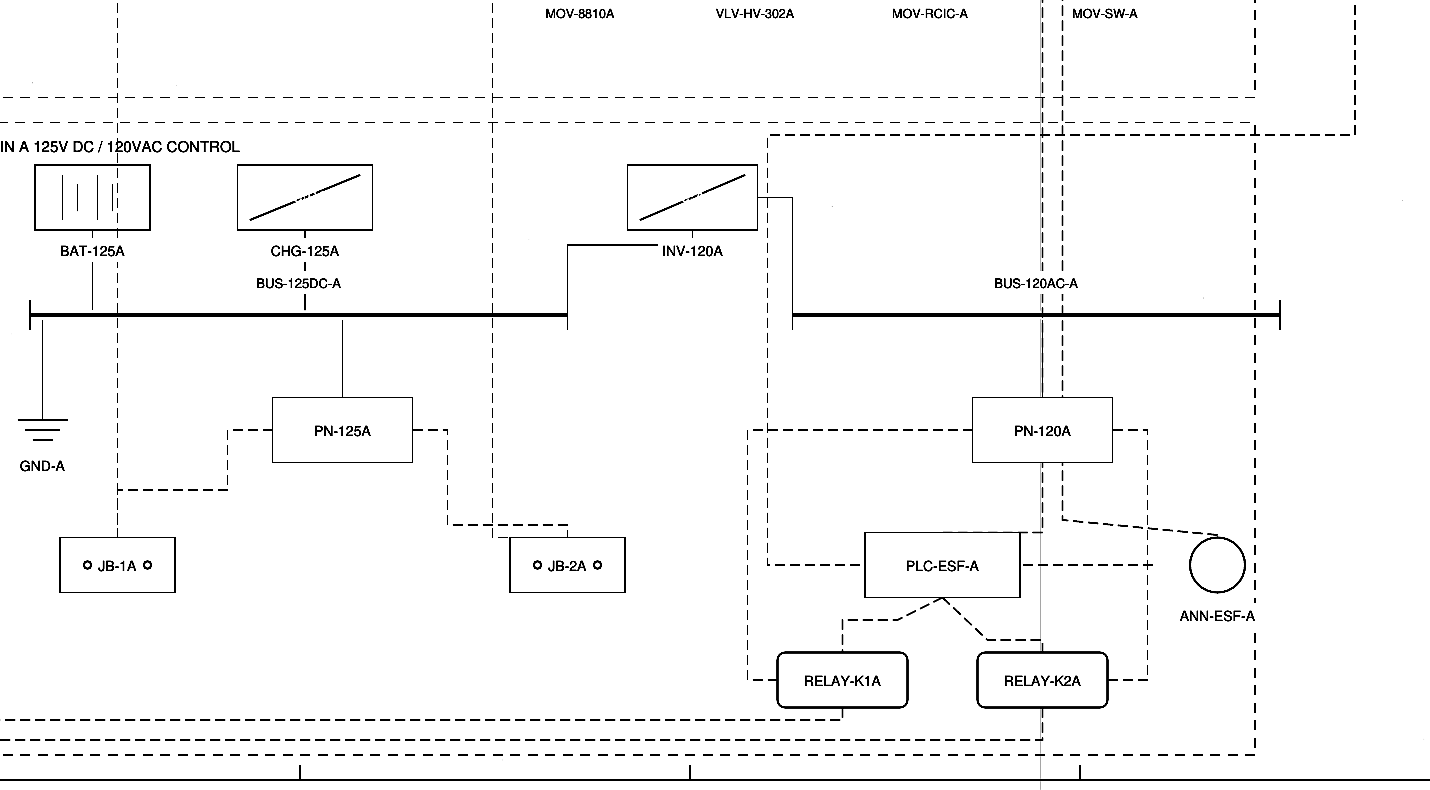 MOV-8810A
VLV-HV-302A
MOV-RCIC-A
MOV-SW-A
IN A 125V DC / 120VAC CONTROL
BAT-125A
CHG-125A
INV-120A
BUS-125DC-A
BUS-120AC-A
PN-125A
PN-120A
GND-A
JB-1A
JB-2A
PLC-ESF-A
ANN-ESF-A
RELAY-K1A
RELAY-K2A